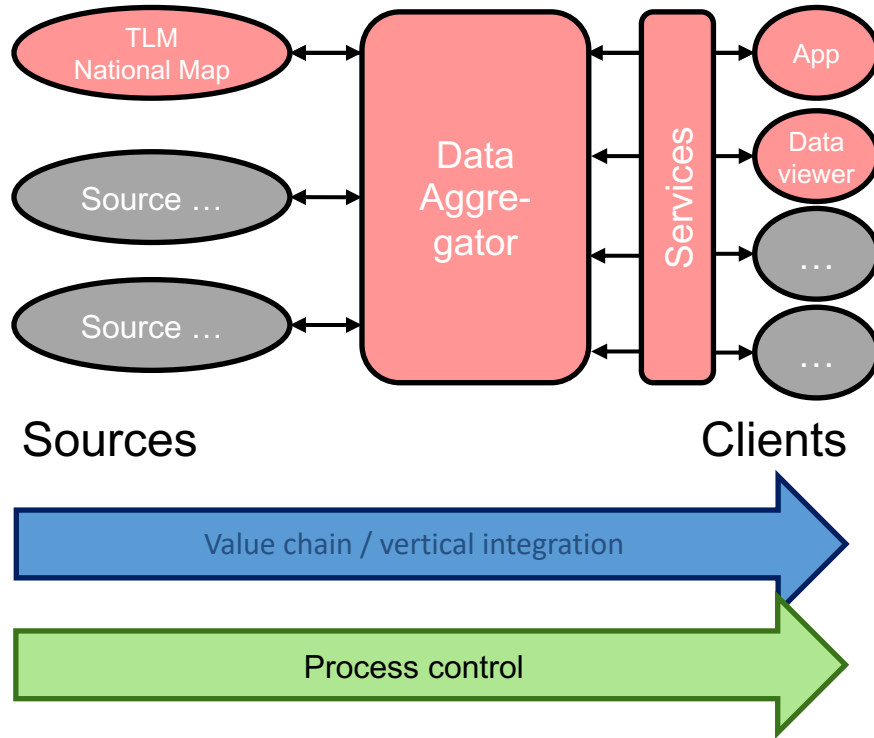 TLM
National Map
Source …
Source …
Data
Aggre-
gator
Services
App
Data
viewer
…
…
Sources
Clients
Value chain / vertical integration
Process control